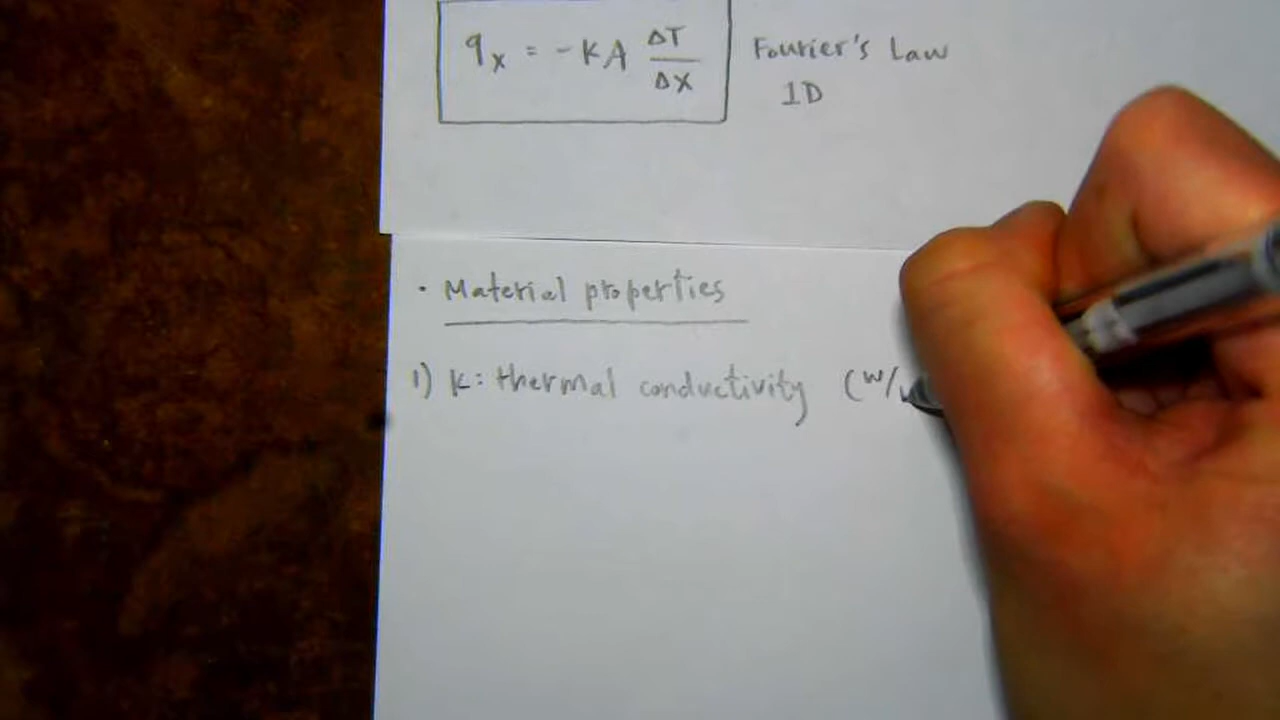 qx = -KA ΔT/ΔX Fourier's Law
1D
• Material properties
1) K: thermal conductivity (W/